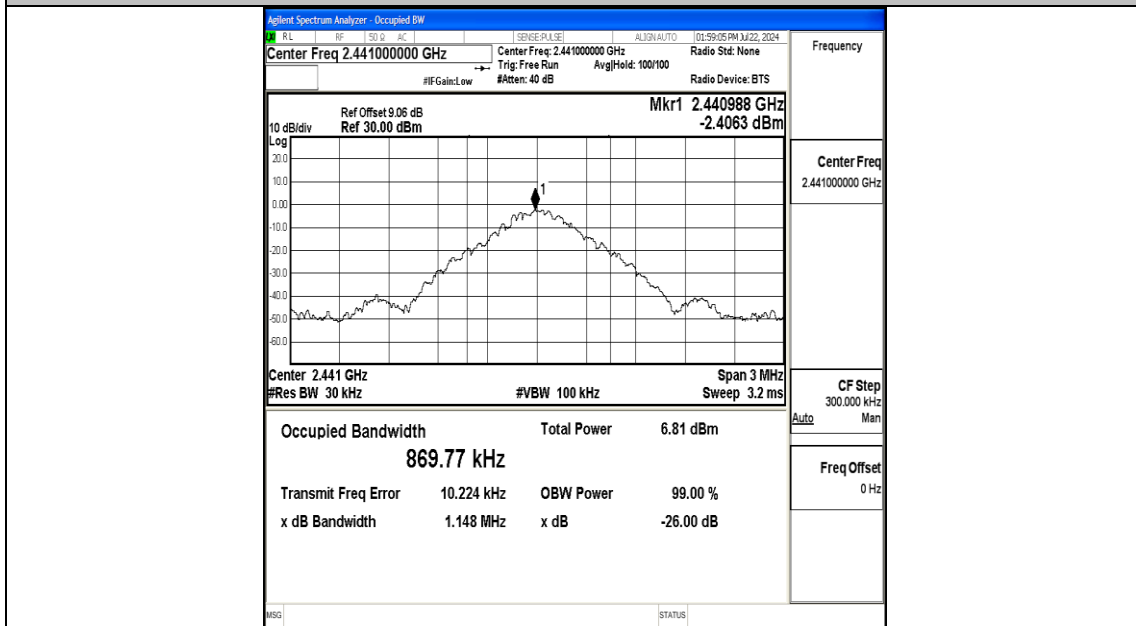 Agilent Spectrum Analyzer - Occupied BW
RL RF 50 Ω AC SENSE:PULSE ALIGN AUTO 01:59:05 PM Jul 22, 2024
Center Freq 2.441000000 GHz
Center Freq: 2.441000000 GHz Radio Std: None
Trig: Free Run Avg|Hold: 100/100
#IFGain:Low #Atten: 40 dB Radio Device: BTS
Frequency
Mkr1 2.440988 GHz
-2.4063 dBm
Ref Offset 9.06 dB
10 dB/div Ref 30.00 dBm
Log
20.0
10.0
0.00
-10.0
-20.0
-30.0
-40.0
-50.0
-60.0
1
Center 2.441 GHz Span 3 MHz
#Res BW 30 kHz #VBW 100 kHz Sweep 3.2 ms
Center Freq
2.441000000 GHz
CF Step
300.000 kHz
Auto Man
Freq Offset
0 Hz
Occupied Bandwidth Total Power 6.81 dBm
869.77 kHz
Transmit Freq Error 10.224 kHz OBW Power 99.00 %
x dB Bandwidth 1.148 MHz x dB -26.00 dB
MSG STATUS